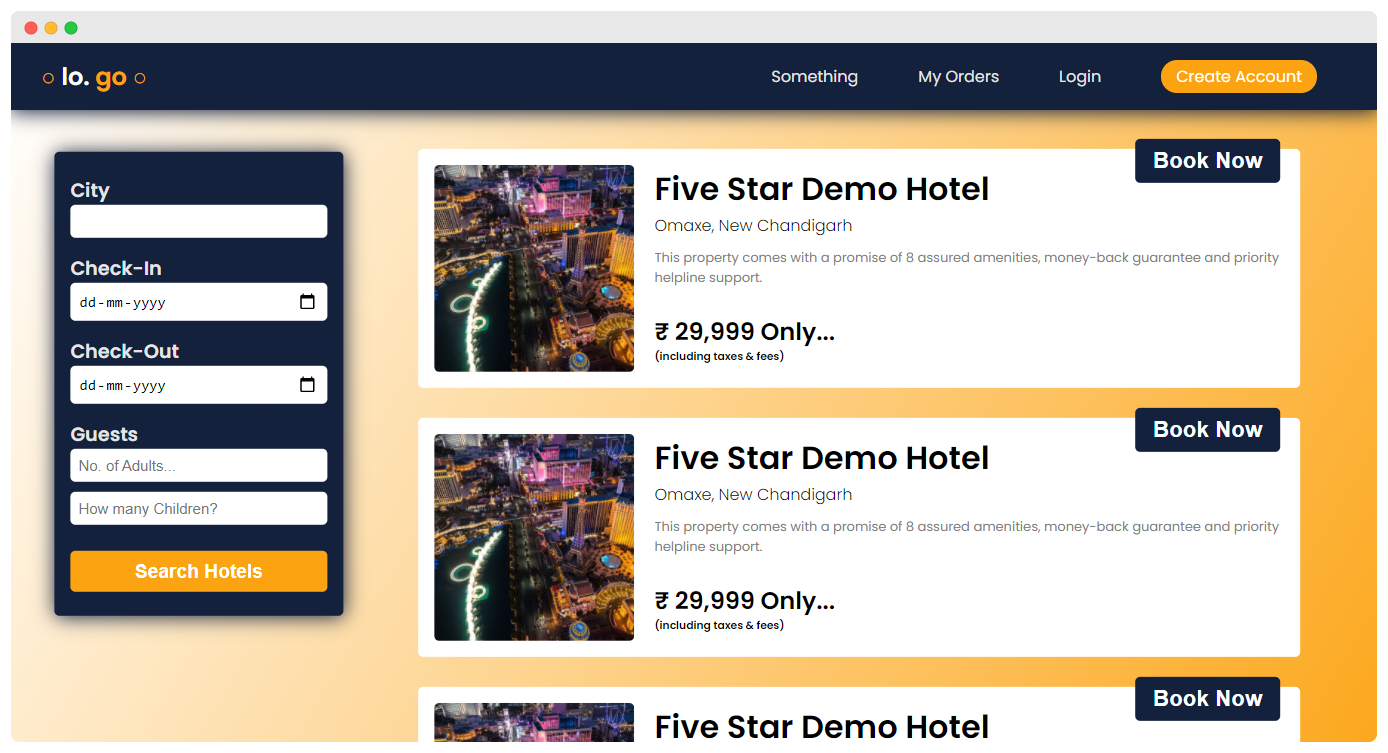 ○ lo. go ○
Something
My Orders
Login
Create Account
City
Check-In
dd-mm-yyyy
Check-Out
dd-mm-yyyy
Guests
No. of Adults...
How many Children?
Search Hotels
Book Now
Five Star Demo Hotel
Omaxe, New Chandigarh
This property comes with a promise of 8 assured amenities, money-back guarantee and priority
helpline support.
₹ 29,999 Only...
(including taxes & fees)
Book Now
Five Star Demo Hotel
Omaxe, New Chandigarh
This property comes with a promise of 8 assured amenities, money-back guarantee and priority
helpline support.
₹ 29,999 Only...
(including taxes & fees)
Book Now
Five Star Demo Hotel